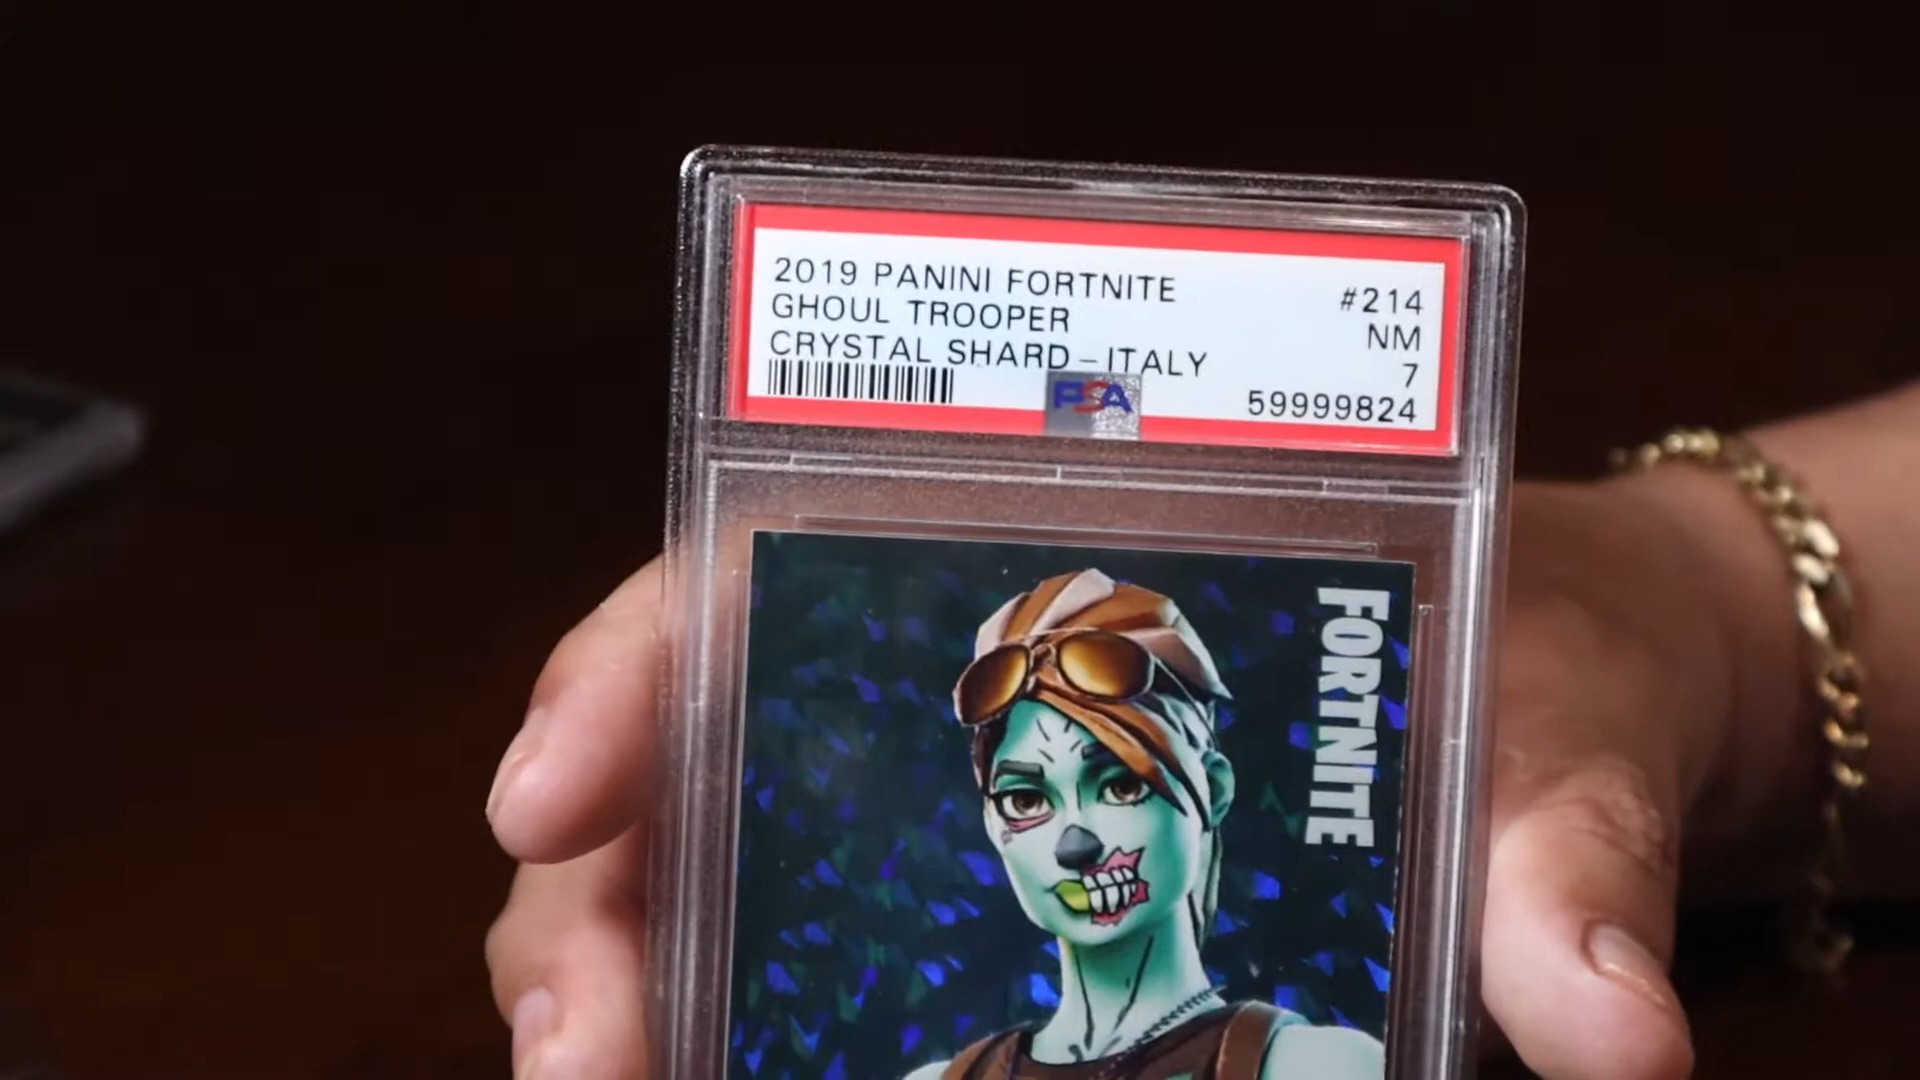 2019 PANINI FORTNITE #214
GHOUL TROOPER NM
CRYSTAL SHARD - ITALY 7
PSA 59999824
FORTNITE